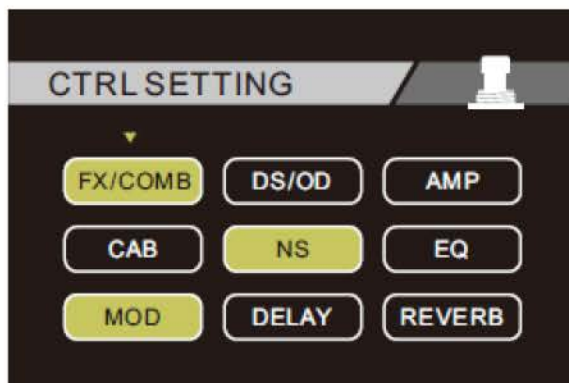 CTRL SETTING
FX/COMB DS/OD AMP
CAB NS EQ
MOD DELAY REVERB